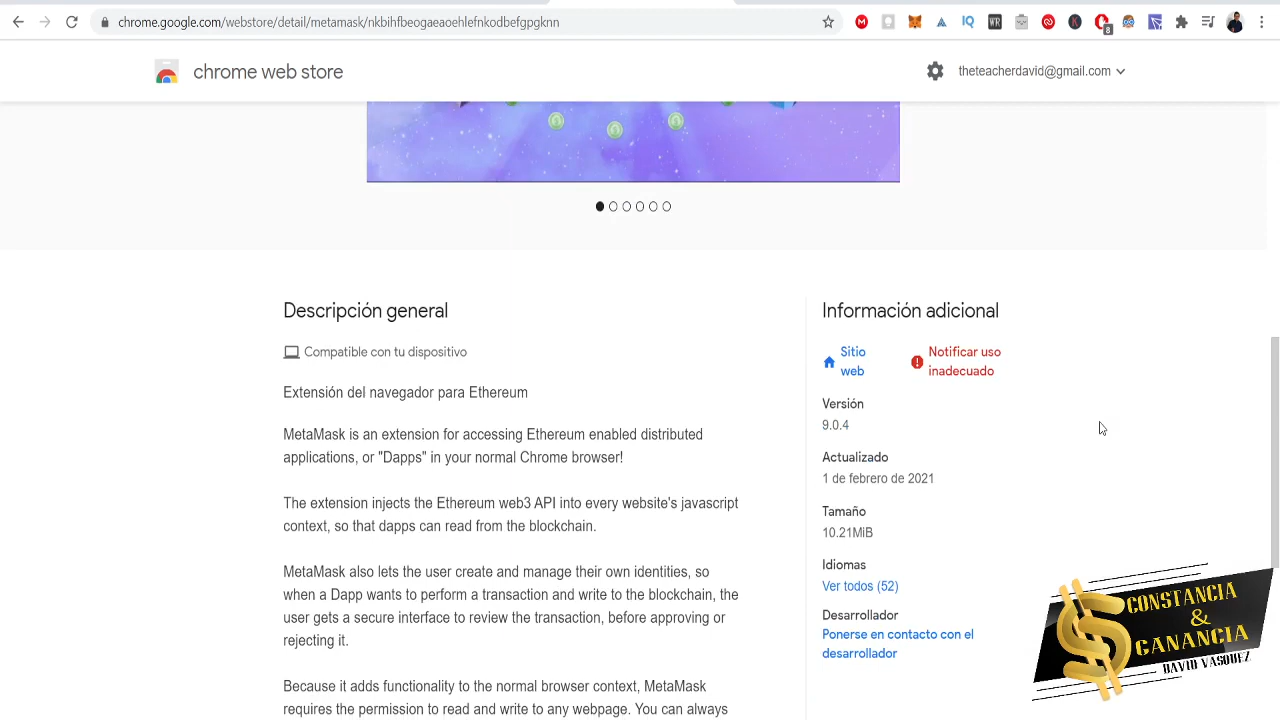 chrome.google.com/webstore/detail/metamask/nkbihfbeogaeaoehlefnkodbefgpgknn
M
IQ
WR
K
8
chrome web store
theteacherdavid@gmail.com
Descripción general
Compatible con tu dispositivo
Extensión del navegador para Ethereum
MetaMask is an extension for accessing Ethereum enabled distributed
applications, or "Dapps" in your normal Chrome browser!
The extension injects the Ethereum web3 API into every website's javascript
context, so that dapps can read from the blockchain.
MetaMask also lets the user create and manage their own identities, so
when a Dapp wants to perform a transaction and write to the blockchain, the
user gets a secure interface to review the transaction, before approving or
rejecting it.
Because it adds functionality to the normal browser context, MetaMask
requires the permission to read and write to any webpage. You can always
Información adicional
Sitio
web
Notificar uso
inadecuado
Versión
9.0.4
Actualizado
1 de febrero de 2021
Tamaño
10.21MiB
Idiomas
Ver todos (52)
Desarrollador
Ponerse en contacto con el
desarrollador
CONSTANCIA
&
GANANCIA
DAVID VASQUEZ